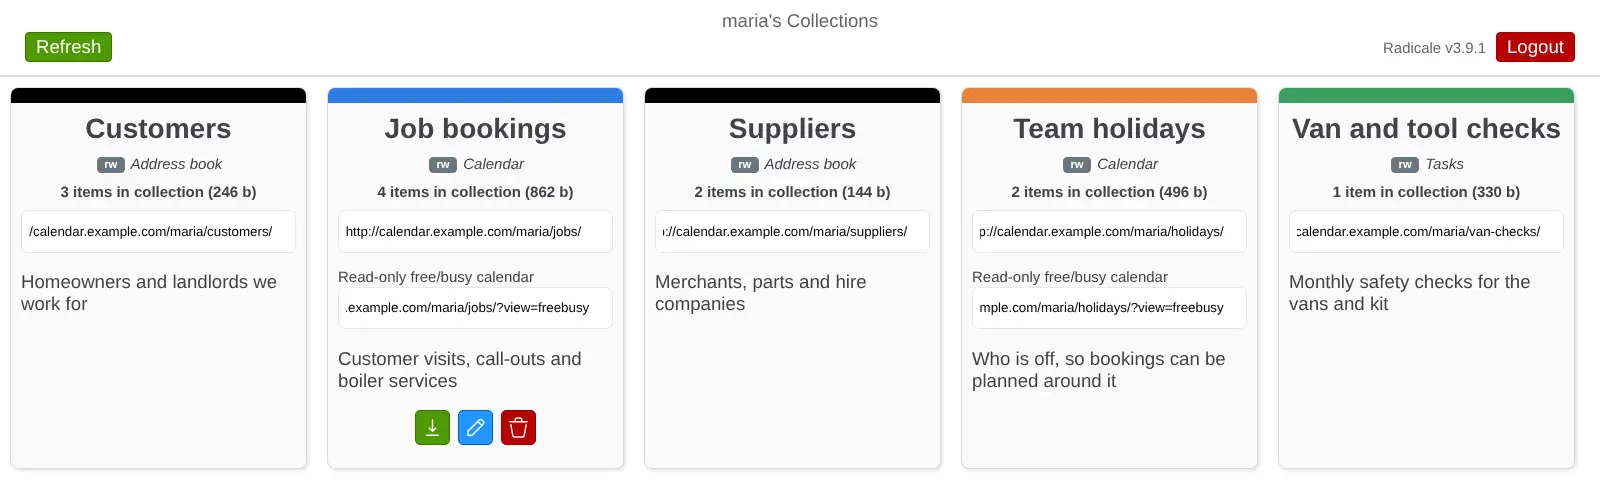 maria's Collections
Refresh
Radicale v3.9.1
Logout
Customers
rw Address book
3 items in collection (246 b)
/calendar.example.com/maria/customers/
Homeowners and landlords we
work for
Job bookings
rw Calendar
4 items in collection (862 b)
http://calendar.example.com/maria/jobs/
Read-only free/busy calendar
.example.com/maria/jobs/?view=freebusy
Customer visits, call-outs and
boiler services
Suppliers
rw Address book
2 items in collection (144 b)
://calendar.example.com/maria/suppliers/
Merchants, parts and hire
companies
Team holidays
rw Calendar
2 items in collection (496 b)
p://calendar.example.com/maria/holidays/
Read-only free/busy calendar
mple.com/maria/holidays/?view=freebusy
Who is off, so bookings can be
planned around it
Van and tool checks
rw Tasks
1 item in collection (330 b)
calendar.example.com/maria/van-checks/
Monthly safety checks for the
vans and kit